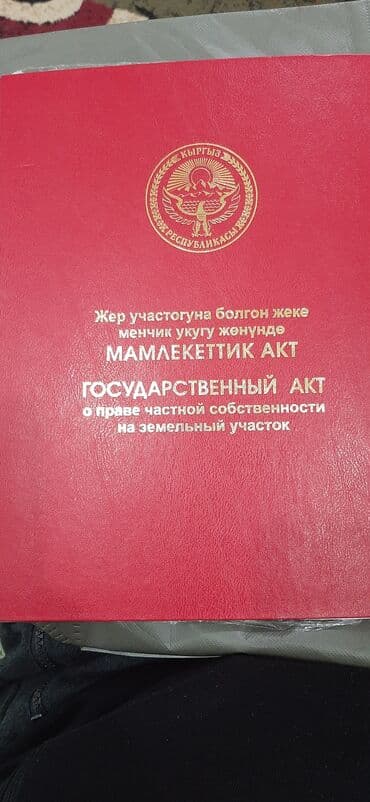 КЫРГЫЗ
РЕСПУБЛИКАСЫ
Жер участогуна болгон жеке
менчик укугу жөнүндө
МАМЛЕКЕТТИК АКТ
ГОСУДАРСТВЕННЫЙ АКТ
о праве частной собственности
на земельный участок